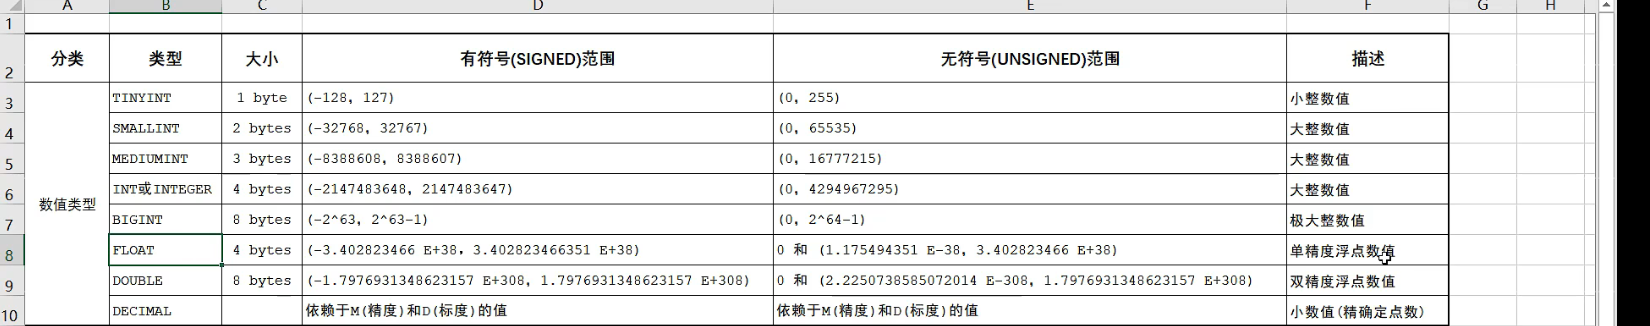 A B C D E F G H
1
2 分类 类型 大小 有符号(SIGNED)范围 无符号(UNSIGNED)范围 描述
3 TINYINT 1 byte (-128, 127) (0, 255) 小整数值
4 SMALLINT 2 bytes (-32768, 32767) (0, 65535) 大整数值
5 MEDIUMINT 3 bytes (-8388608, 8388607) (0, 16777215) 大整数值
6 数值类型 INT或INTEGER 4 bytes (-2147483648, 2147483647) (0, 4294967295) 大整数值
7 BIGINT 8 bytes (-2^63, 2^63-1) (0, 2^64-1) 极大整数值
8 FLOAT 4 bytes (-3.402823466 E+38, 3.402823466351 E+38) 0 和 (1.175494351 E-38, 3.402823466 E+38) 单精度浮点数值
9 DOUBLE 8 bytes (-1.7976931348623157 E+308, 1.7976931348623157 E+308) 0 和 (2.2250738585072014 E-308, 1.7976931348623157 E+308) 双精度浮点数值
10 DECIMAL 依赖于M(精度)和D(标度)的值 依赖于M(精度)和D(标度)的值 小数值(精确定点数)